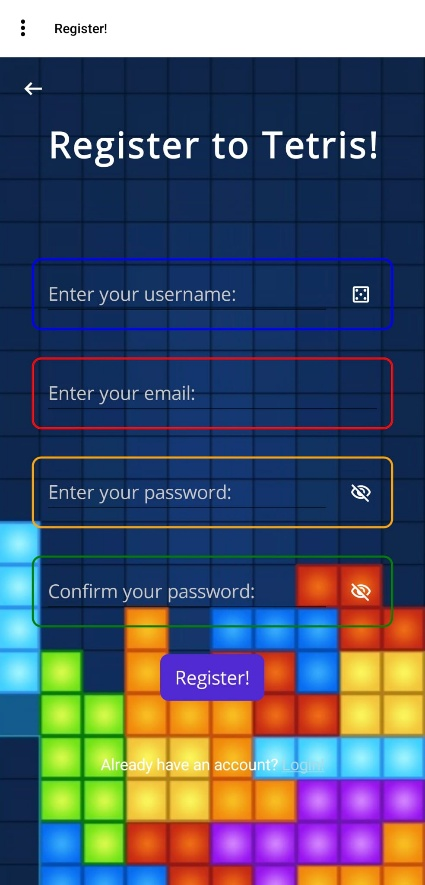 Register!
Register to Tetris!
Enter your username:
Enter your email:
Enter your password:
Confirm your password:
Register!
Already have an account? Login!